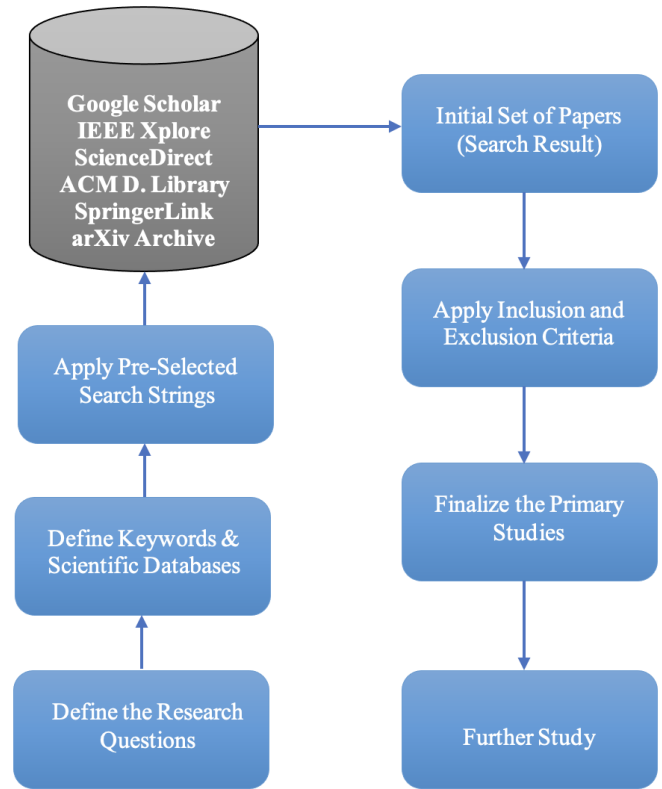 Google Scholar
IEEE Xplore
ScienceDirect
ACM D. Library
SpringerLink
arXiv Archive
Apply Pre-Selected
Search Strings
Define Keywords &
Scientific Databases
Define the Research
Questions
Initial Set of Papers
(Search Result)
Apply Inclusion and
Exclusion Criteria
Finalize the Primary
Studies
Further Study